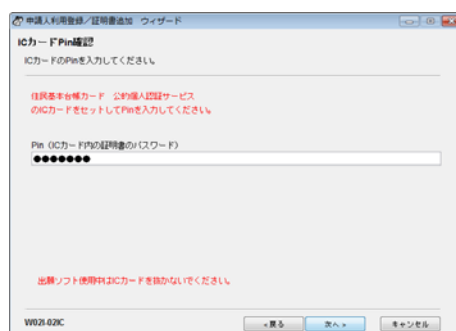 申請人利用登録／証明書追加 ウィザード
ICカードPin確認
ICカードのPinを入力してください。
住民基本台帳カード 公的個人認証サービス
のICカードをセットしてPinを入力してください。
Pin (ICカード内の証明書のパスワード)
●●●●●●●
出願ソフト使用中はICカードを抜かないでください。
W02I-02IC
<戻る
次へ>
キャンセル